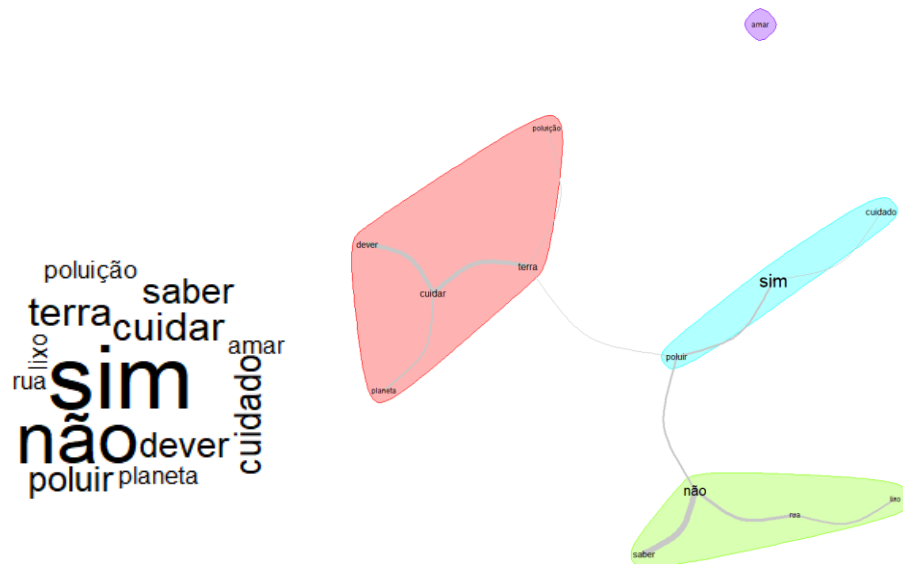 poluição
saber
terra
cuidar
lixo
amar
rua
sim
cuidado
não
dever
poluir
planeta
amar
poluição
dever
terra
cuidar
planeta
cuidado
sim
poluir
não
rua
lixo
saber